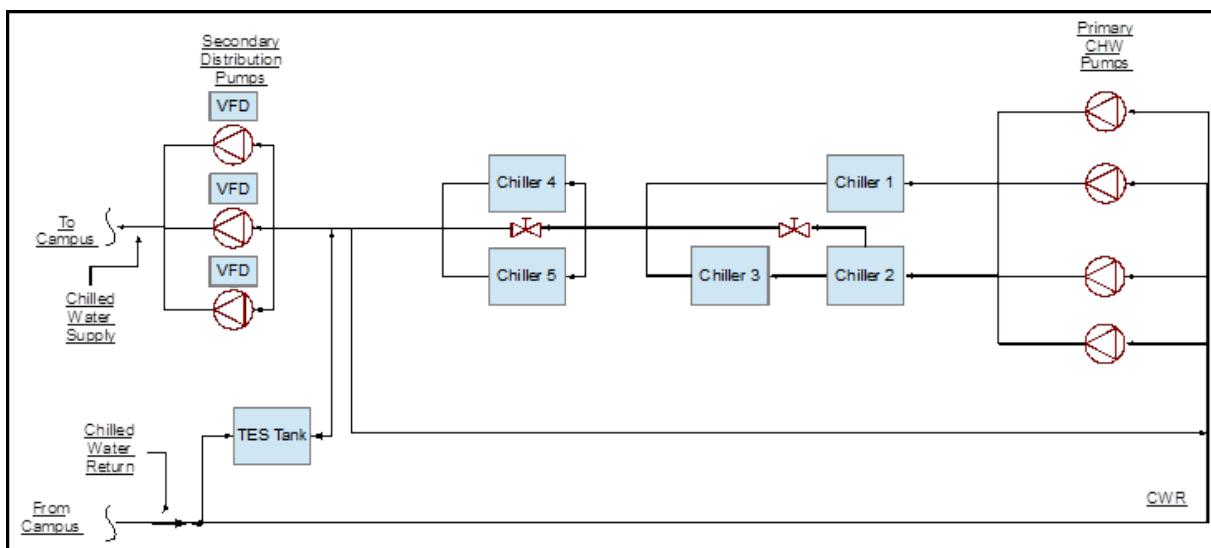 Secondary
Distribution
Pumps
Primary
CHW
Pumps
VFD
VFD
VFD
Chiller 4
Chiller 1
Chiller 5
Chiller 3
Chiller 2
To
Campus
Chilled
Water
Supply
Chilled
Water
Return
TES Tank
From
Campus
CWR